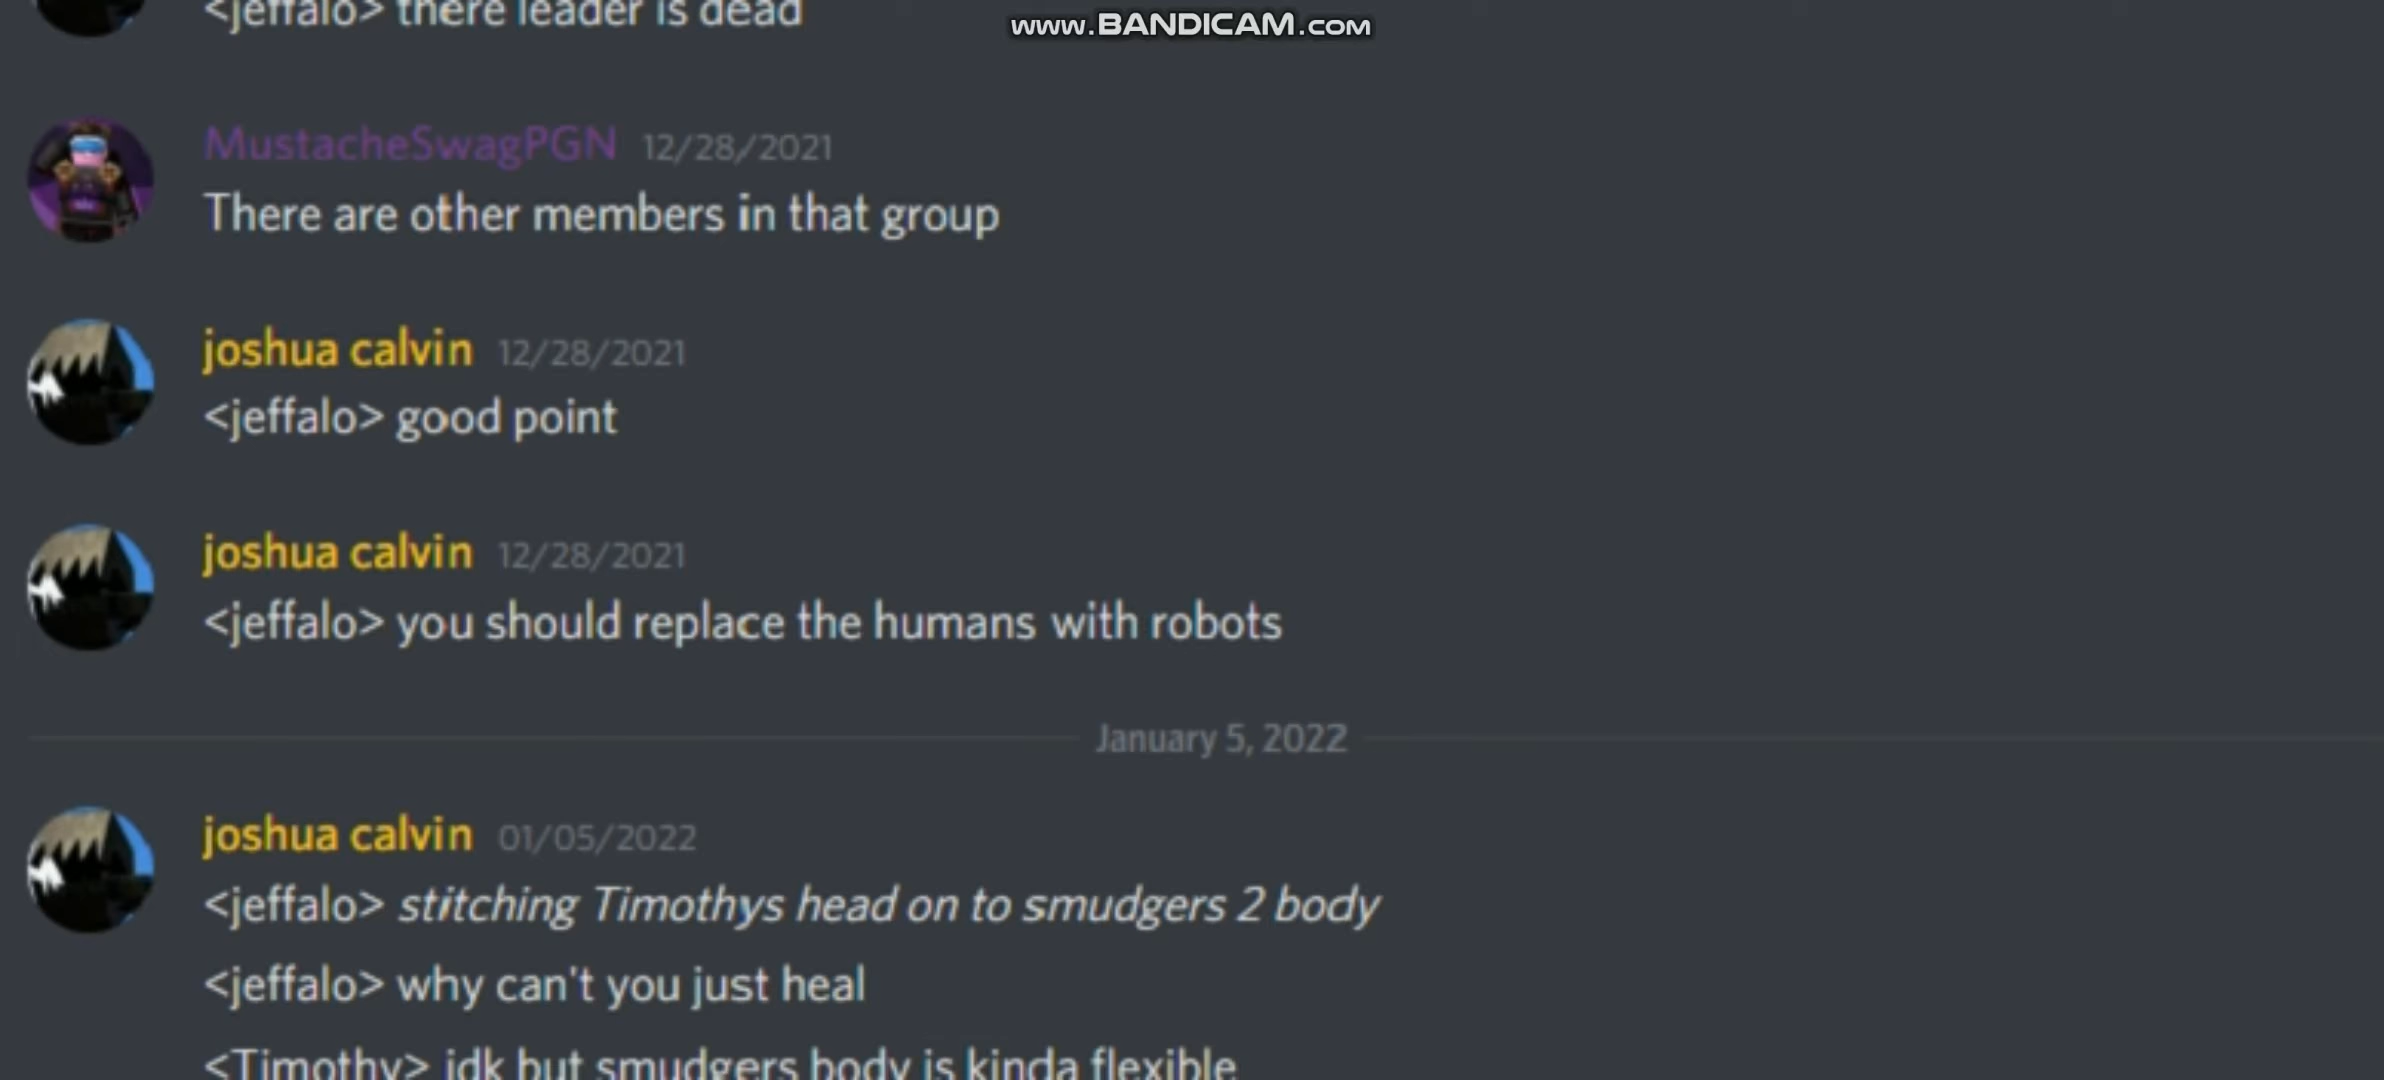 <jeffalo> there leader is dead
www.BANDICAM.COM
MustacheSwagPGN 12/28/2021
There are other members in that group
joshua calvin 12/28/2021
<jeffalo> good point
joshua calvin 12/28/2021
<jeffalo> you should replace the humans with robots
January 5, 2022
joshua calvin 01/05/2022
<jeffalo> stitching Timothys head on to smudgers 2 body
<jeffalo> why can't you just heal
<Timothy> idk but smudgers body is kinda flexible